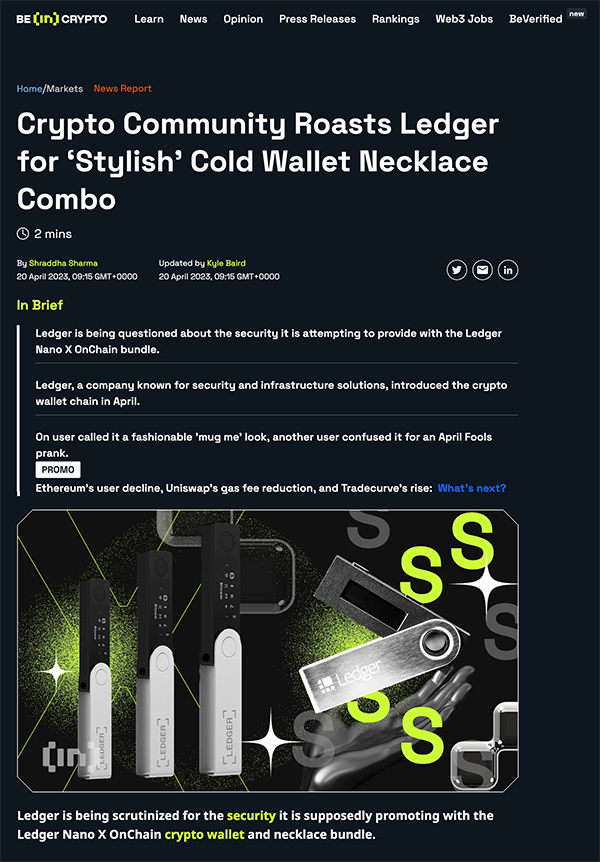 BE [in] CRYPTO Learn News Opinion Press Releases Rankings Web3 Jobs BeVerified new
Home/Markets News Report
Crypto Community Roasts Ledger
for ‘Stylish’ Cold Wallet Necklace
Combo
2 mins
By Shraddha Sharma
20 April 2023, 09:15 GMT+0000
Updated by Kyle Baird
20 April 2023, 09:15 GMT+0000
in
In Brief
Ledger is being questioned about the security it is attempting to provide with the Ledger
Nano X OnChain bundle.
Ledger, a company known for security and infrastructure solutions, introduced the crypto
wallet chain in April.
On user called it a fashionable 'mug me' look, another user confused it for an April Fools
prank.
PROMO
Ethereum's user decline, Uniswap's gas fee reduction, and Tradecurve's rise: What's next?
S
S
S
S
Ledger
LEDGER
LEDGER
LEDGER
S
S
S
S
[in]
Ledger is being scrutinized for the security it is supposedly promoting with the
Ledger Nano X OnChain crypto wallet and necklace bundle.